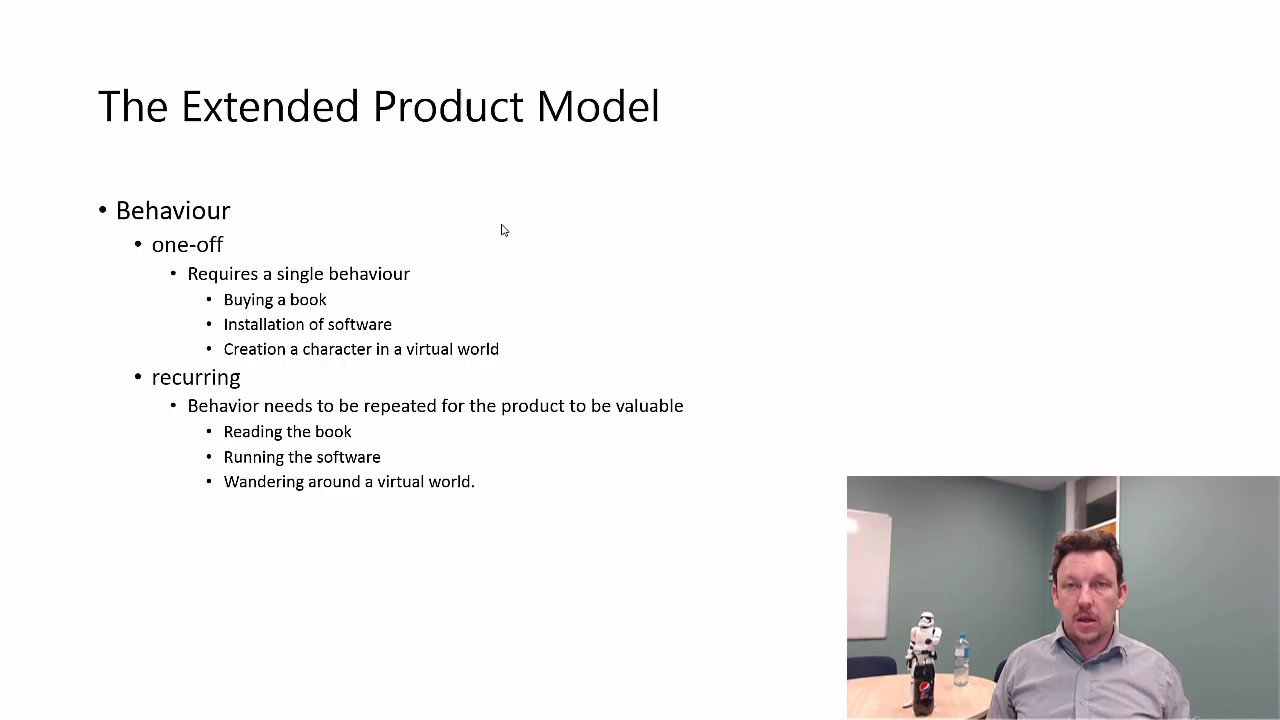 The Extended Product Model
• Behaviour
• one-off
• Requires a single behaviour
• Buying a book
• Installation of software
• Creation a character in a virtual world
• recurring
• Behavior needs to be repeated for the product to be valuable
• Reading the book
• Running the software
• Wandering around a virtual world.